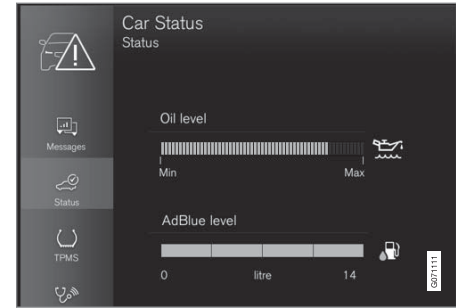 Car Status
Status
Messages
Status
TPMS
Oil level
Min Max
AdBlue level
0 litre 14
G071111